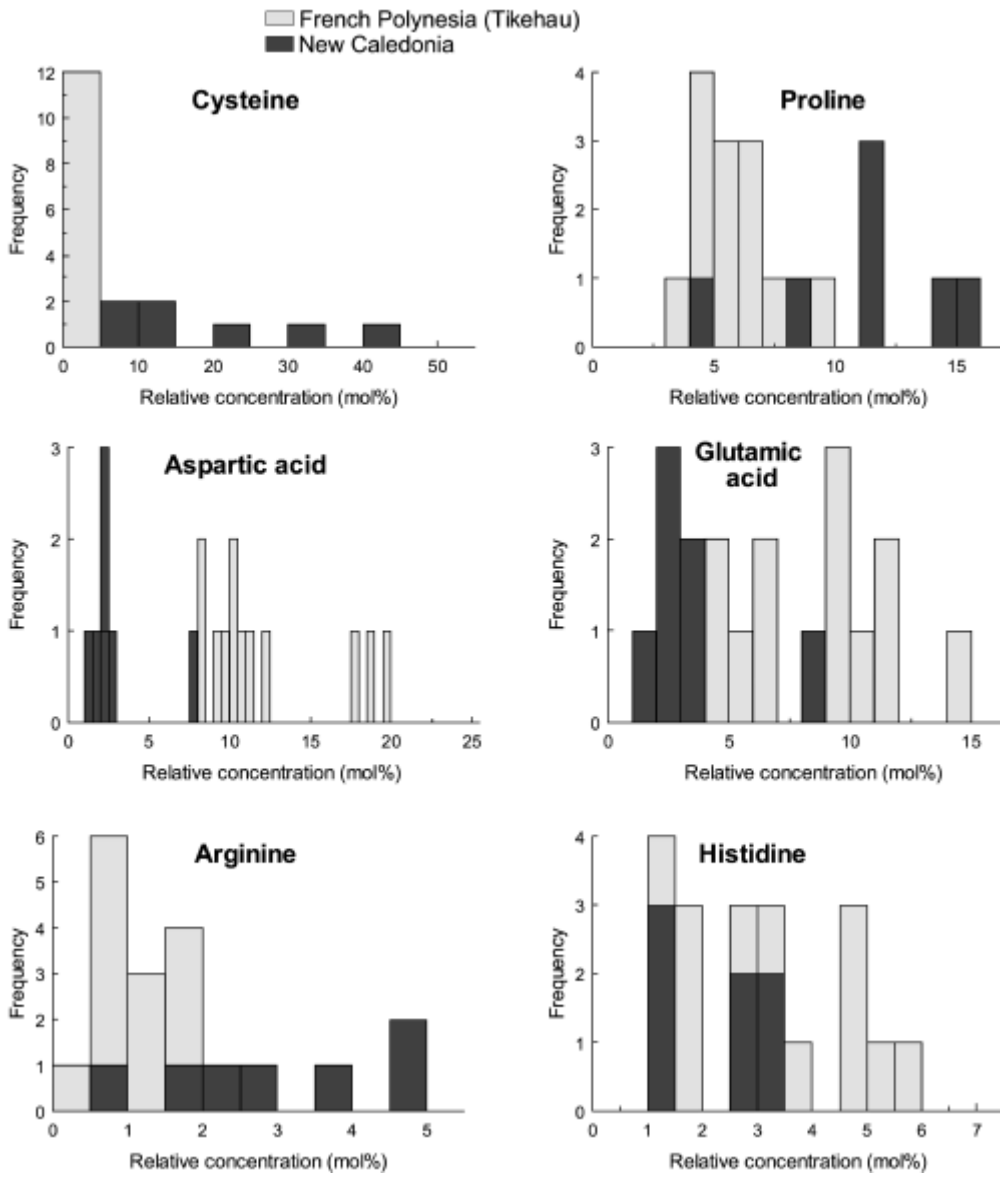 French Polynesia (Tikehau)
New Caledonia
Cysteine
Frequency
12
10
8
6
4
2
0
0 10 20 30 40 50
Relative concentration (mol%)
Proline
Frequency
4
3
2
1
0
0 5 10 15
Relative concentration (mol%)
Aspartic acid
Frequency
3
2
1
0
0 5 10 15 20 25
Relative concentration (mol%)
Glutamic
acid
Frequency
3
2
1
0
0 5 10 15
Relative concentration (mol%)
Arginine
Frequency
6
5
4
3
2
1
0
0 1 2 3 4 5
Relative concentration (mol%)
Histidine
Frequency
4
3
2
1
0
0 1 2 3 4 5 6 7
Relative concentration (mol%)